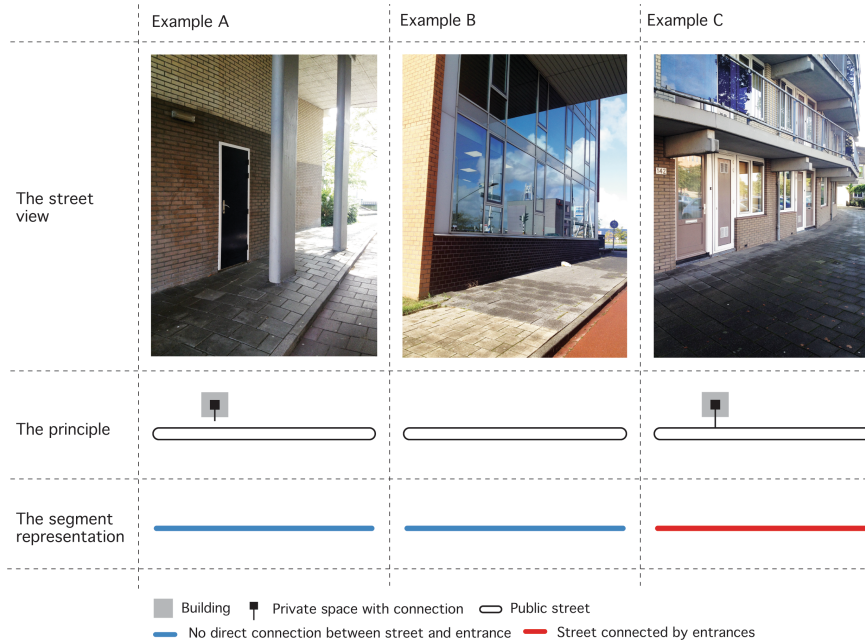 Example A
Example B
Example C
The street
view
142
The principle
The segment
representation
Building
Private space with connection
Public street
No direct connection between street and entrance
Street connected by entrances